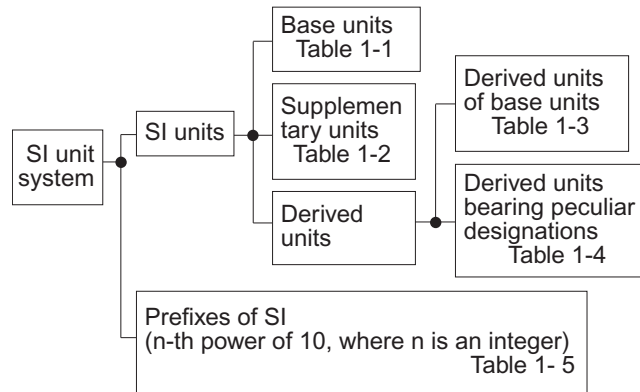 SI unit
system
SI units
Base units
Table 1-1
Supplemen
tary units
Table 1-2
Derived
units
Derived units
of base units
Table 1-3
Derived units
bearing peculiar
designations
Table 1-4
Prefixes of SI
(n-th power of 10, where n is an integer)
Table 1- 5